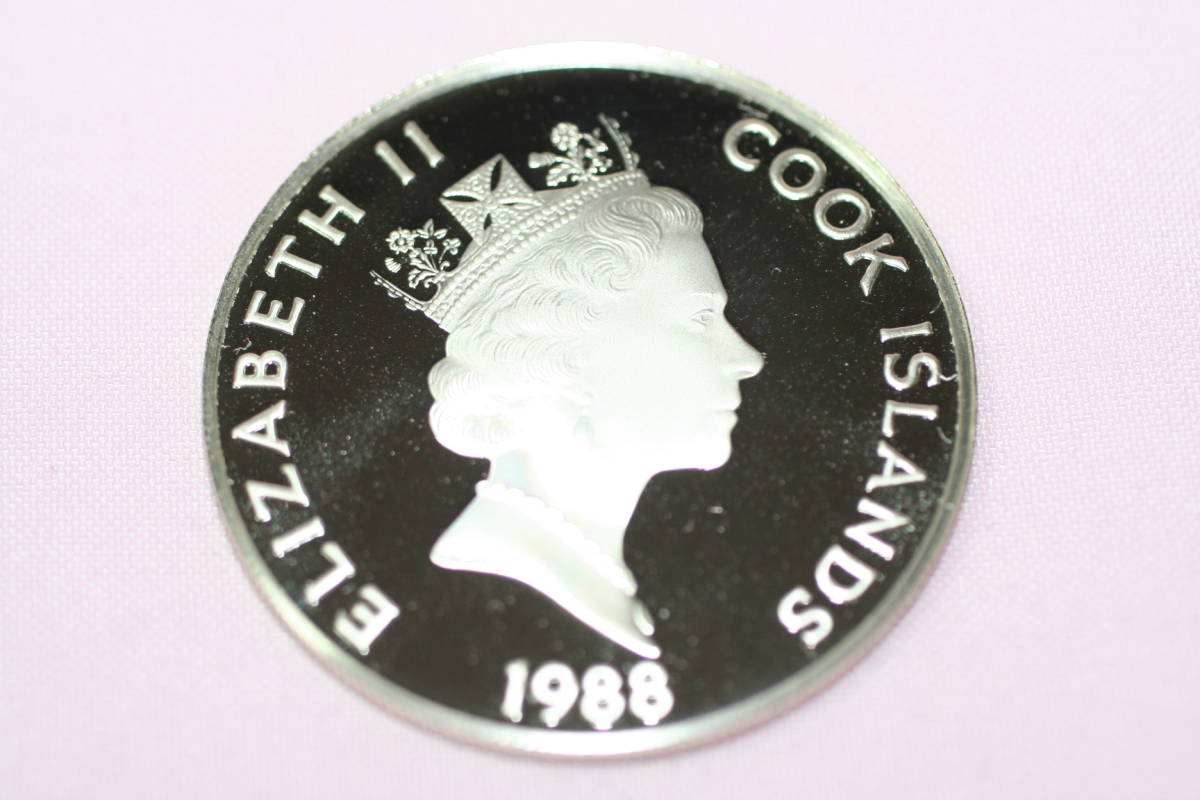 ELIZABETH II
COOK ISLANDS
1988